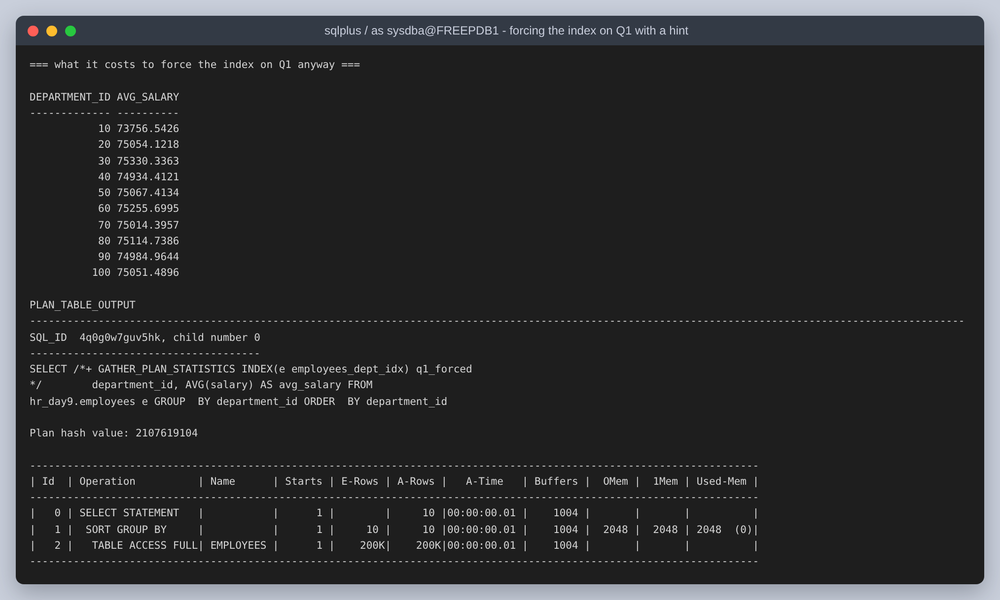 sqlplus / as sysdba@FREEPDB1 - forcing the index on Q1 with a hint
=== what it costs to force the index on Q1 anyway ===
DEPARTMENT_ID AVG_SALARY
------------- ----------
           10 73756.5426
           20 75054.1218
           30 75330.3363
           40 74934.4121
           50 75067.4134
           60 75255.6995
           70 75014.3957
           80 75114.7386
           90 74984.9644
          100 75051.4896
PLAN_TABLE_OUTPUT
------------------------------------------------------------------------------------------------------------------------------------------------------
SQL_ID  4q0g0w7guv5hk, child number 0
-------------------------------------
SELECT /*+ GATHER_PLAN_STATISTICS INDEX(e employees_dept_idx) q1_forced
*/        department_id, AVG(salary) AS avg_salary FROM
hr_day9.employees e GROUP  BY department_id ORDER  BY department_id
Plan hash value: 2107619104
---------------------------------------------------------------------------------------------------------------------
| Id  | Operation          | Name      | Starts | E-Rows | A-Rows |   A-Time   | Buffers |  OMem |  1Mem | Used-Mem |
---------------------------------------------------------------------------------------------------------------------
|   0 | SELECT STATEMENT   |           |      1 |        |     10 |00:00:00.01 |    1004 |       |       |          |
|   1 |  SORT GROUP BY     |           |      1 |     10 |     10 |00:00:00.01 |    1004 |  2048 |  2048 | 2048  (0)|
|   2 |   TABLE ACCESS FULL| EMPLOYEES |      1 |    200K|    200K|00:00:00.01 |    1004 |       |       |          |
---------------------------------------------------------------------------------------------------------------------